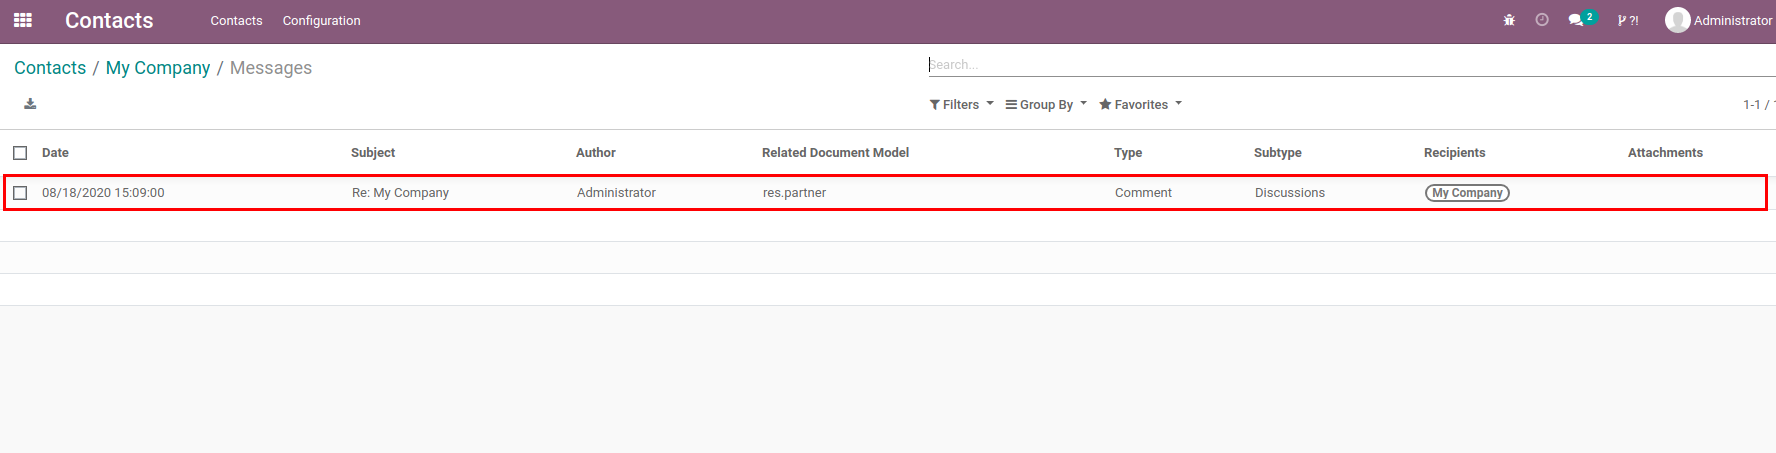 Contacts Contacts Configuration 2 ?! Administrator
Contacts / My Company / Messages Search...
Filters Group By Favorites 1-1 /
Date Subject Author Related Document Model Type Subtype Recipients Attachments
08/18/2020 15:09:00 Re: My Company Administrator res.partner Comment Discussions My Company